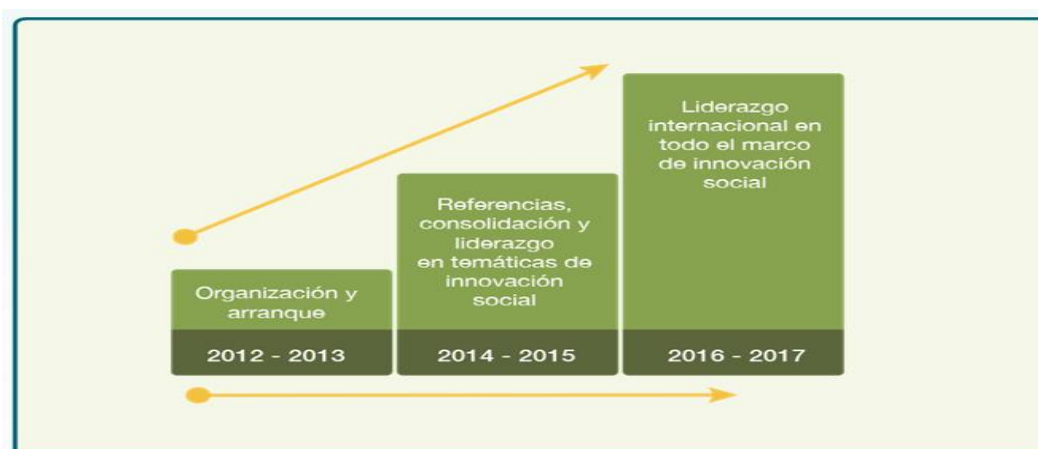 Organización y
arranque
2012 - 2013
Referencias,
consolidación y
liderazgo
en temáticas de
innovación
social
2014 - 2015
Liderazgo
internacional en
todo el marco
de innovación
social
2016 - 2017